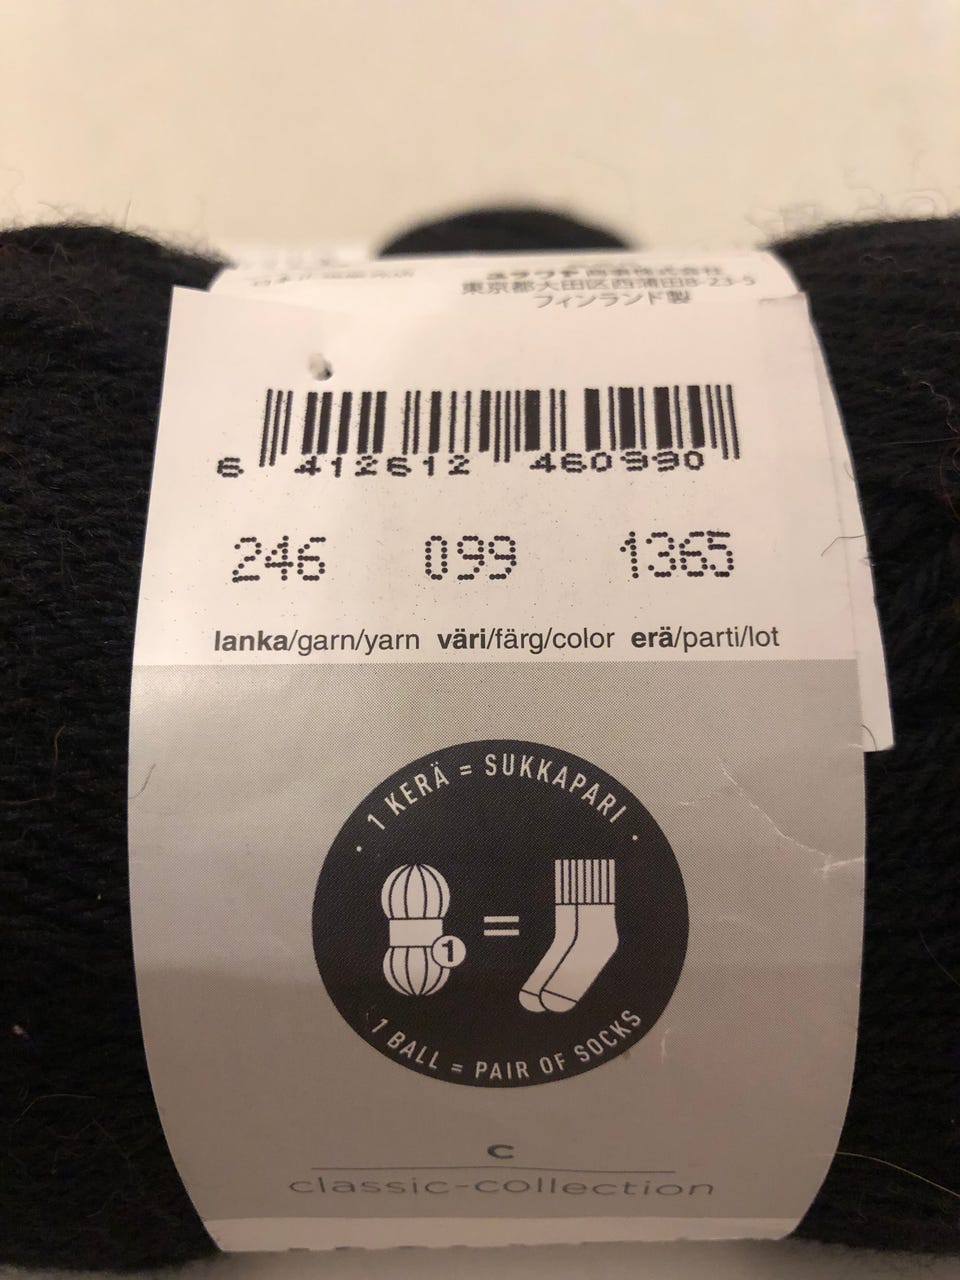 東京都大田区西蒲田8-23-5
フィンランド製
6 412612 460990
246 099 1365
lanka/garn/yarn väri/färg/color erä/parti/lot
1 KERÄ = SUKKAPARI
1
=
1 BALL = PAIR OF SOCKS
c
classic-collection